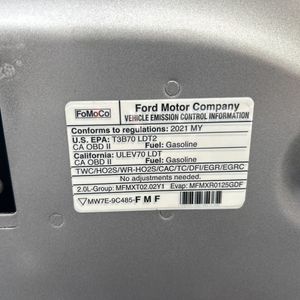 FoMoCo
Ford Motor Company
VEHICLE EMISSION CONTROL INFORMATION
Conforms to regulations: 2021 MY
U.S. EPA: T3B70 LDT2
CA OBD II Fuel: Gasoline
California: ULEV70 LDT
CA OBD II Fuel: Gasoline
TWC/HO2S/WR-HO2S/CAC/TC/DFI/EGR/EGRC
No adjustments needed.
2.0L-Group: MFMXT02.02Y1 Evap: MFMXR0125GDF
MW7E-9C485-FMF